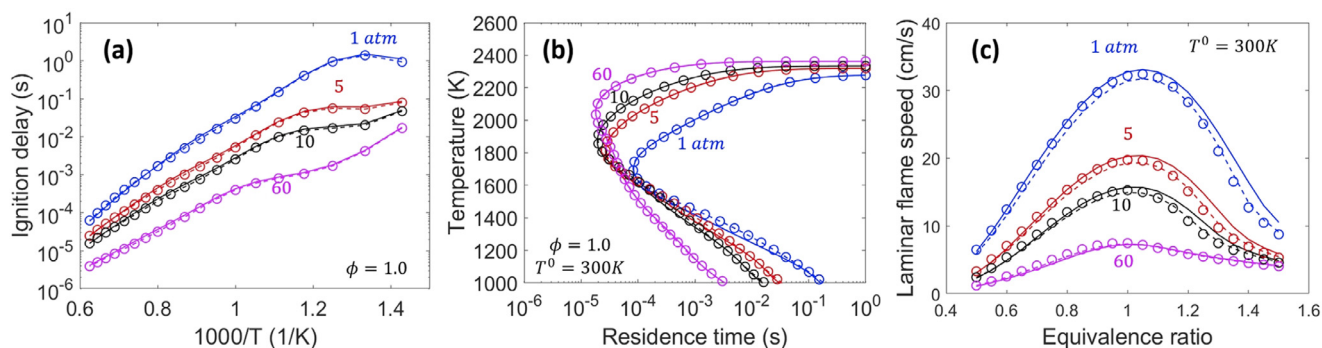 (a)
1 atm
5
10
60
ϕ = 1.0
10^1
10^0
10^-1
10^-2
10^-3
10^-4
10^-5
10^-6
Ignition delay (s)
0.6 0.8 1 1.2 1.4
1000/T (1/K)
(b)
60
10
5
1 atm
ϕ = 1.0
T^0 = 300K
2600
2400
2200
2000
1800
1600
1400
1200
1000
Temperature (K)
10^-6 10^-5 10^-4 10^-3 10^-2 10^-1 10^0
Residence time (s)
(c)
1 atm
T^0 = 300K
5
10
60
40
30
20
10
0
Laminar flame speed (cm/s)
0.4 0.6 0.8 1.0 1.2 1.4 1.6
Equivalence ratio